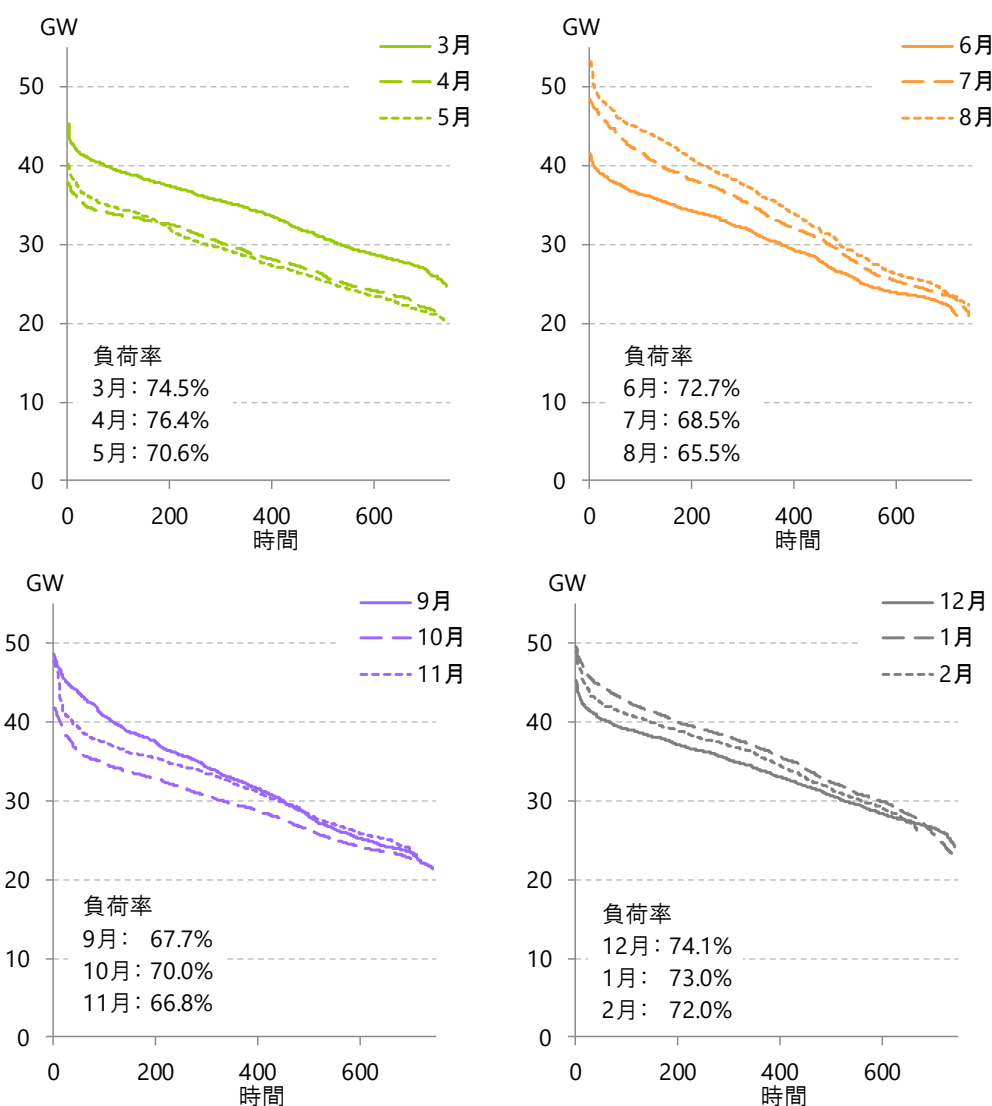 GW
3月
4月
5月
50
40
30
20
10
0
負荷率
3月：74.5%
4月：76.4%
5月：70.6%
0 200 400 600
時間
GW
6月
7月
8月
50
40
30
20
10
0
負荷率
6月：72.7%
7月：68.5%
8月：65.5%
0 200 400 600
時間
GW
9月
10月
11月
50
40
30
20
10
0
負荷率
9月： 67.7%
10月：70.0%
11月：66.8%
0 200 400 600
時間
GW
12月
1月
2月
50
40
30
20
10
0
負荷率
12月：74.1%
1月： 73.0%
2月： 72.0%
0 200 400 600
時間